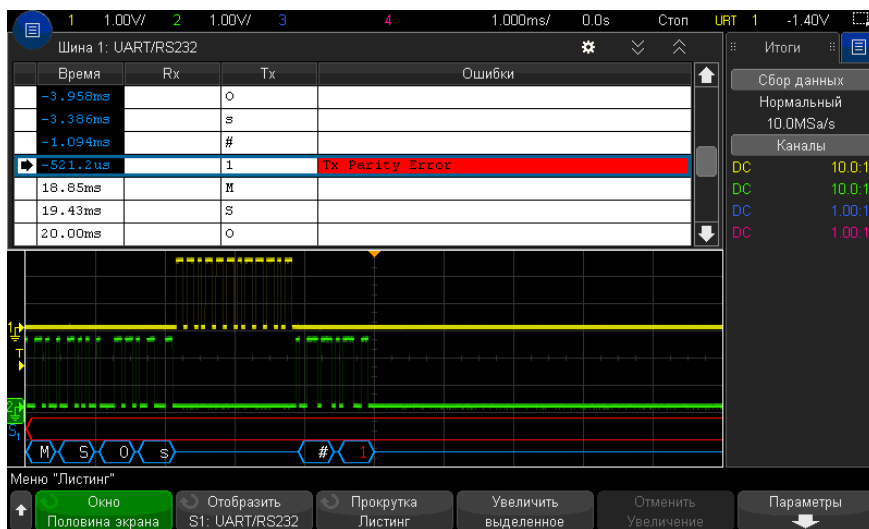 1 1.00V/ 2 1.00V/ 3 4 1.000ms/ 0.0s Стоп URT 1 -1.40V
Шина 1: UART/RS232
Итоги
Время Rx Tx Ошибки
-3.958ms O
-3.386ms s
-1.094ms #
-521.2us 1 Tx Parity Error
18.85ms M
19.43ms S
20.00ms O
Сбор данных
Нормальный
10.0MSa/s
Каналы
DC 10.0:1
DC 10.0:1
DC 1.00:1
DC 1.00:1
1
T
2
S1
M S O s # 1
Меню "Листинг"
Окно
Половина экрана
Отобразить
S1: UART/RS232
Прокрутка
Листинг
Увеличить
выделенное
Отменить
Увеличение
Параметры